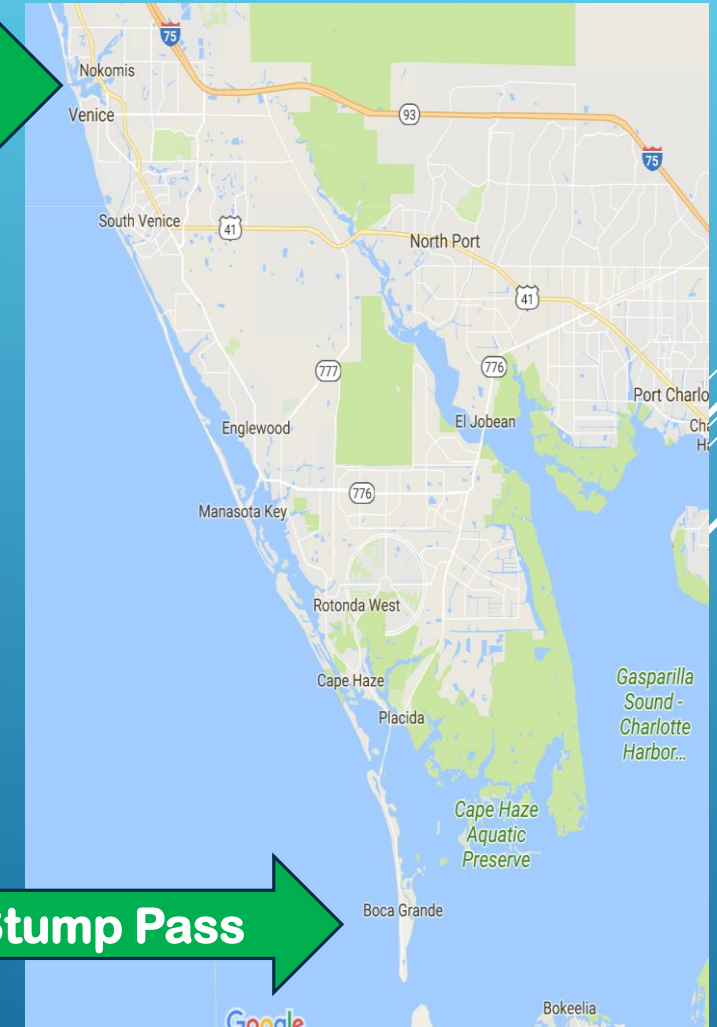 75
Nokomis
93
Venice
75
South Venice
41
North Port
41
777
776
Port Charlo
Englewood
El Jobean
Cha
Ha
776
Manasota Key
Rotonda West
Cape Haze
Gasparilla
Sound -
Charlotte
Harbor...
Placida
Cape Haze
Aquatic
Preserve
Stump Pass
Boca Grande
Bokeelia
Google